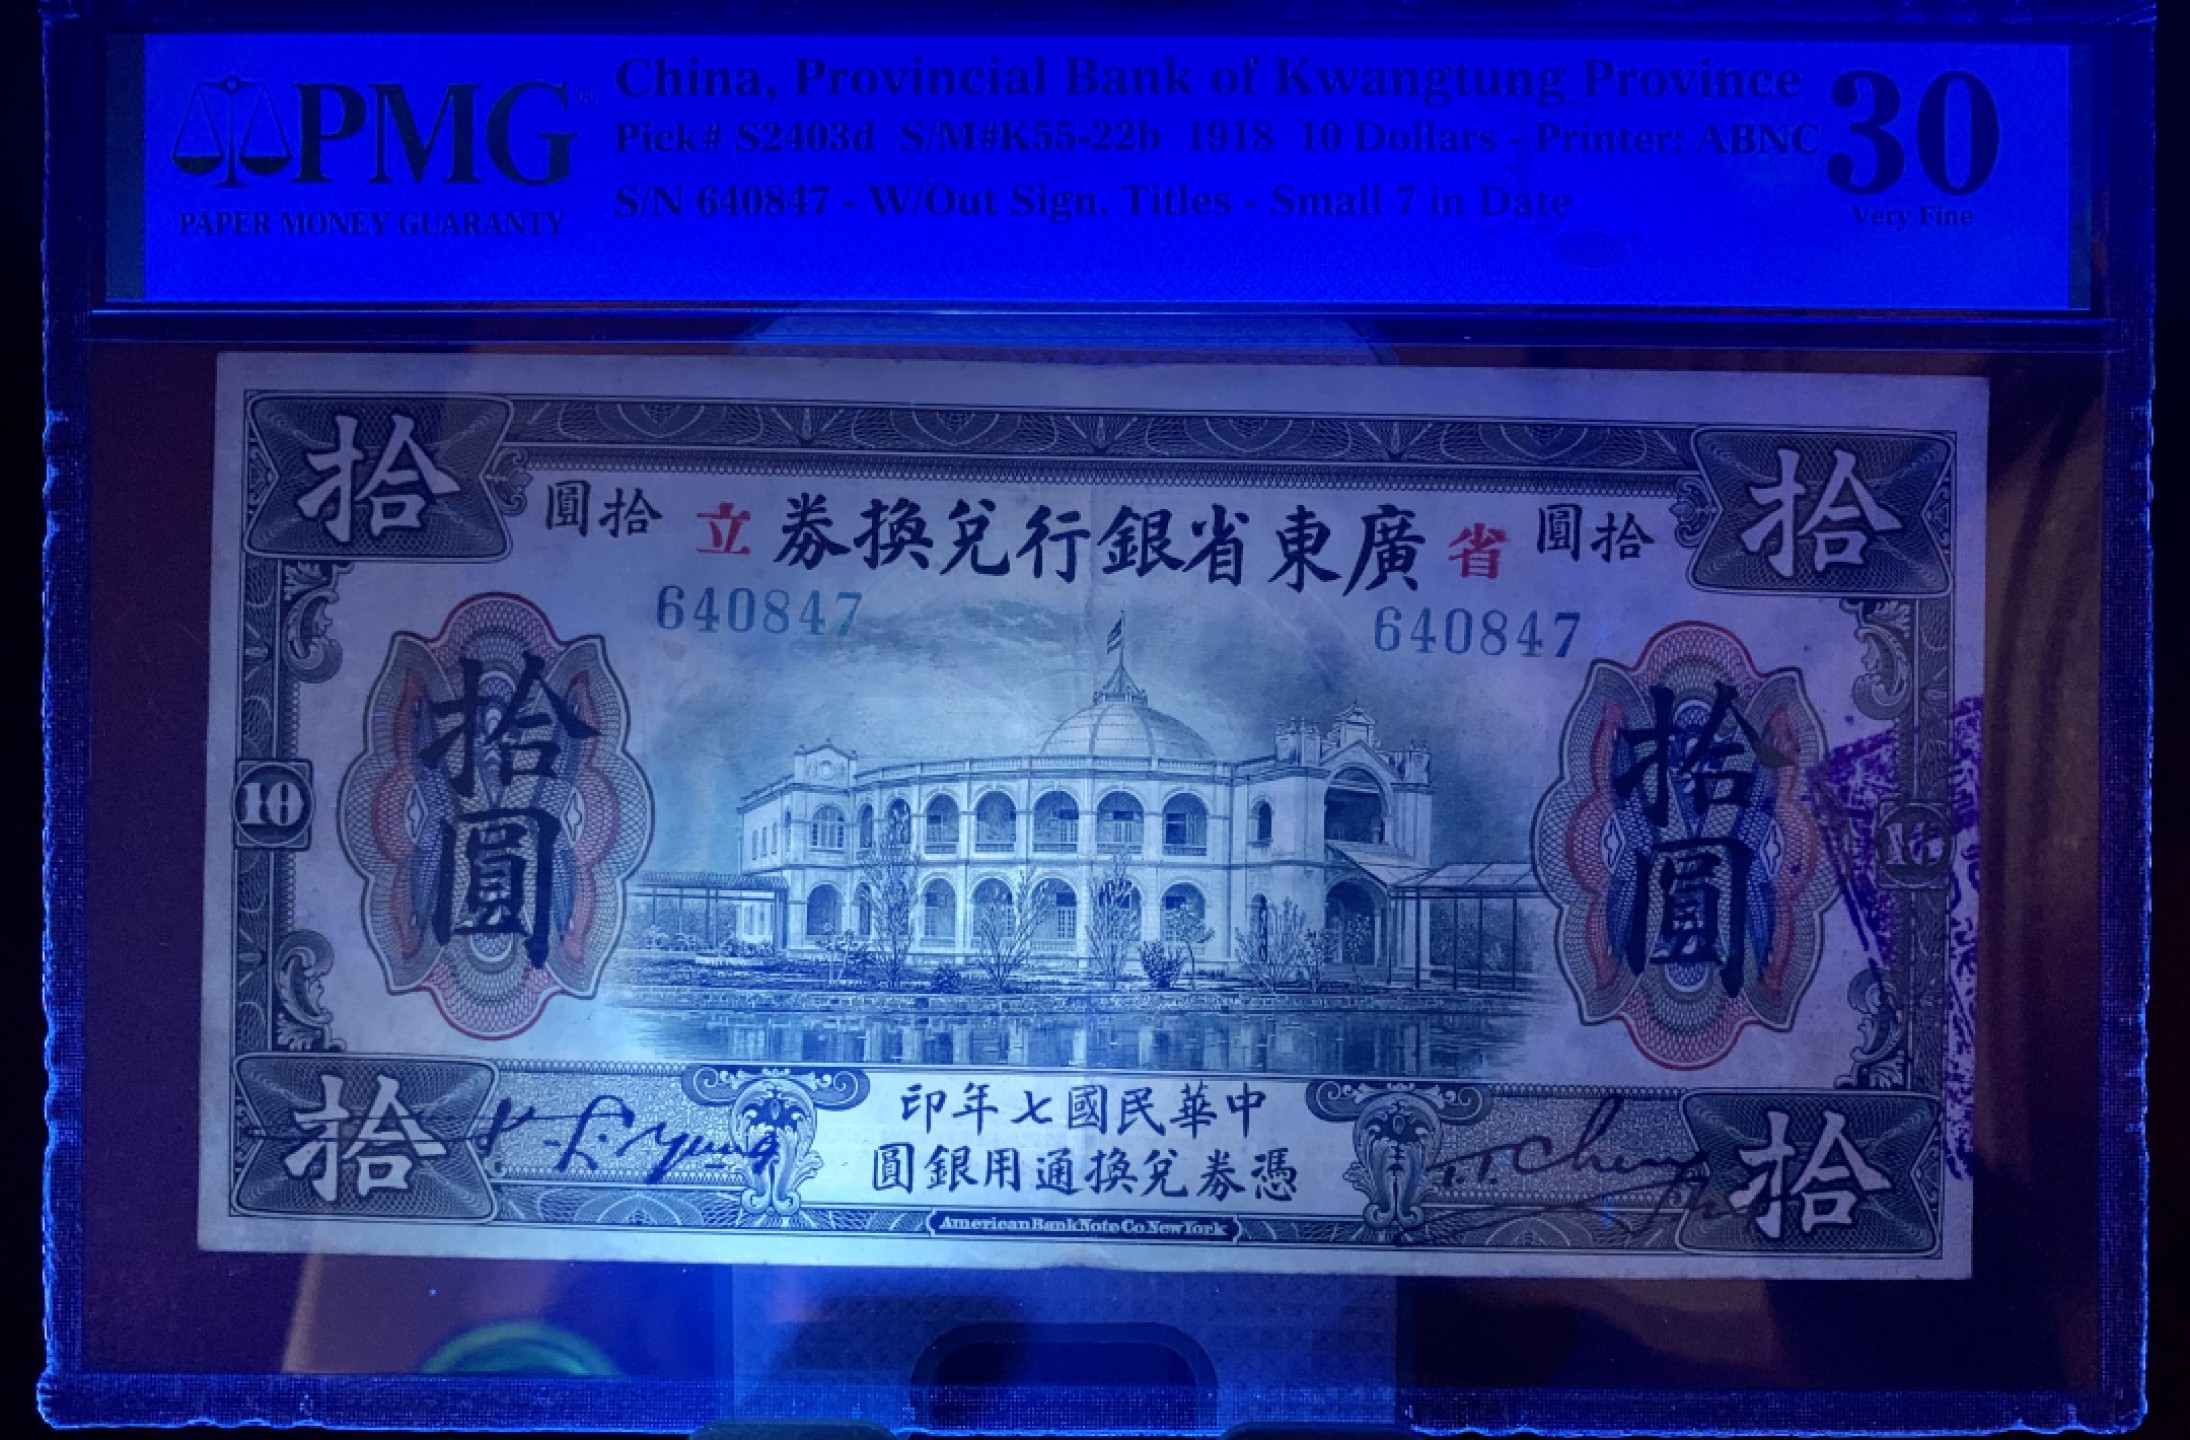 PMG®
PAPER MONEY GUARANTY
China, Provincial Bank of Kwangtung Province
Pick# S2403d S/M#K55-22b 1918 10 Dollars - Printer: ABNC
S/N 640847 - W/Out Sign. Titles - Small 7 in Date
30
Very Fine
拾
拾
拾圓
省
廣東省銀行兌換券
立
拾圓
640847
640847
拾圓
拾圓
10
中華民國七年印
憑券兌換通用銀圓
拾
拾
American Bank Note Co. New York